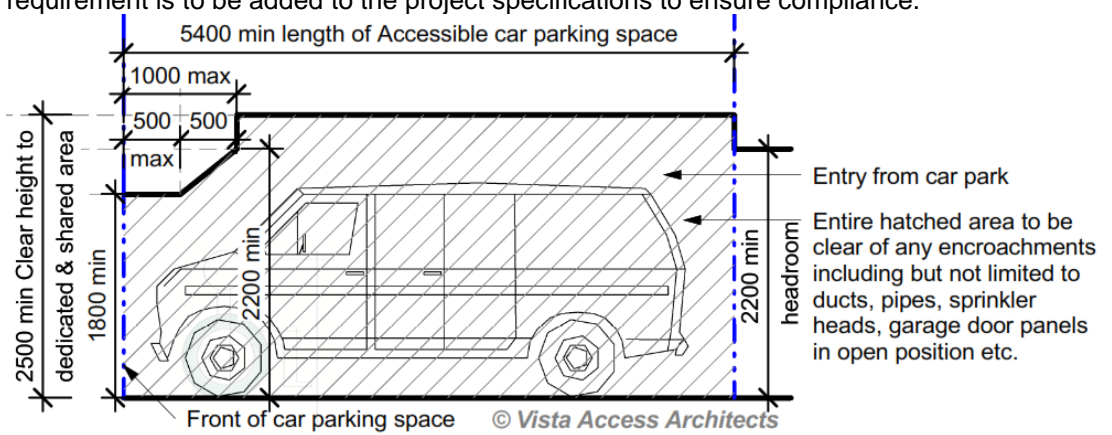 requirement is to be added to the project specifications to ensure compliance.
5400 min length of Accessible car parking space
1000 max
500 500
max
2500 min Clear height to
dedicated & shared area
1800 min
2200 min
2200 min
headroom
Entry from car park
Entire hatched area to be
clear of any encroachments
including but not limited to
ducts, pipes, sprinkler
heads, garage door panels
in open position etc.
Front of car parking space
© Vista Access Architects